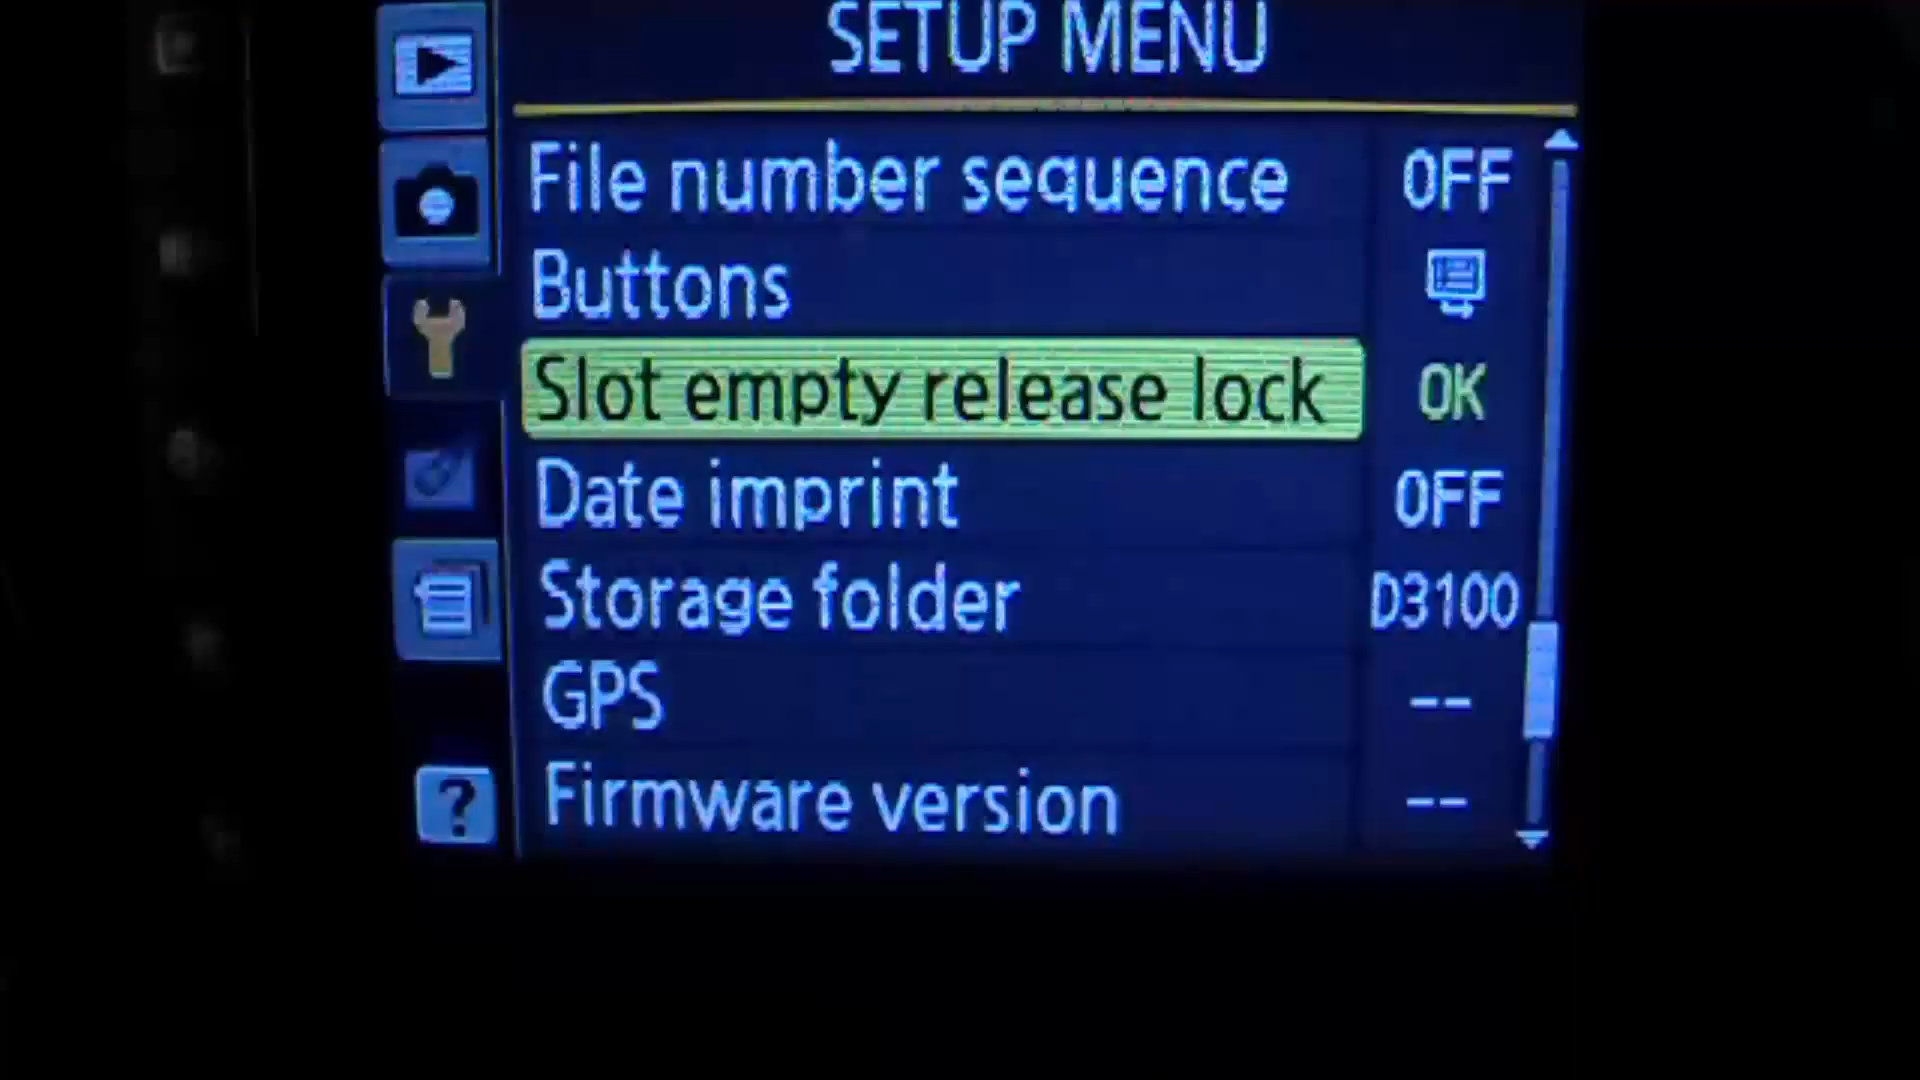 SETUP MENU
File number sequence OFF
Buttons
Slot empty release lock OK
Date imprint OFF
Storage folder D3100
GPS --
Firmware version --
?